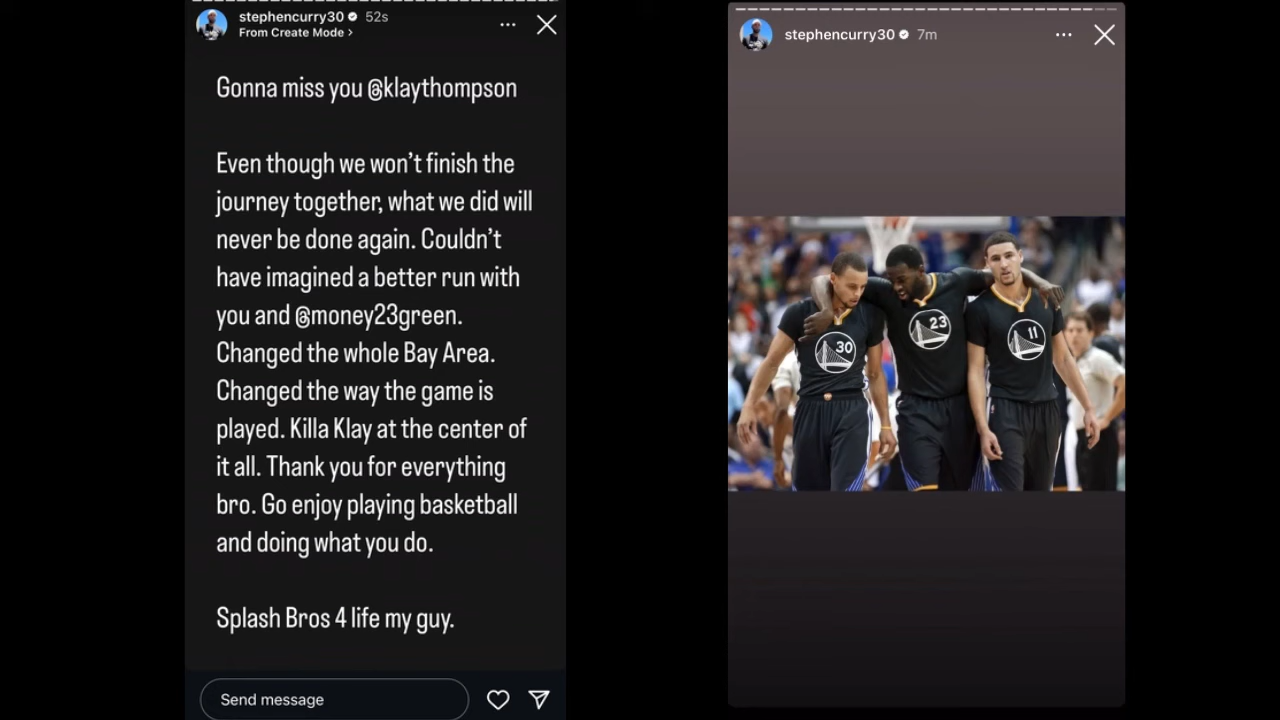 stephencurry30 52s
From Create Mode >
Gonna miss you @klaythompson
Even though we won’t finish the
journey together, what we did will
never be done again. Couldn’t
have imagined a better run with
you and @money23green.
Changed the whole Bay Area.
Changed the way the game is
played. Killa Klay at the center of
it all. Thank you for everything
bro. Go enjoy playing basketball
and doing what you do.
Splash Bros 4 life my guy.
Send message
stephencurry30 7m
30
23
11